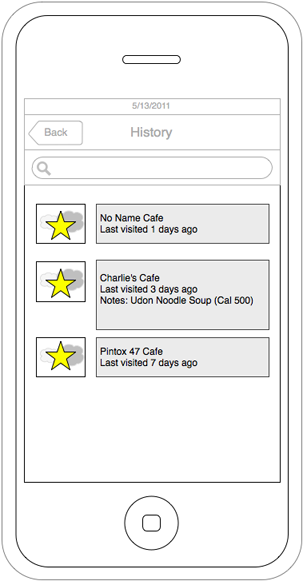 5/13/2011
Back
History
No Name Cafe
Last visited 1 days ago
Charlie's Cafe
Last visited 3 days ago
Notes: Udon Noodle Soup (Cal 500)
Pintox 47 Cafe
Last visited 7 days ago